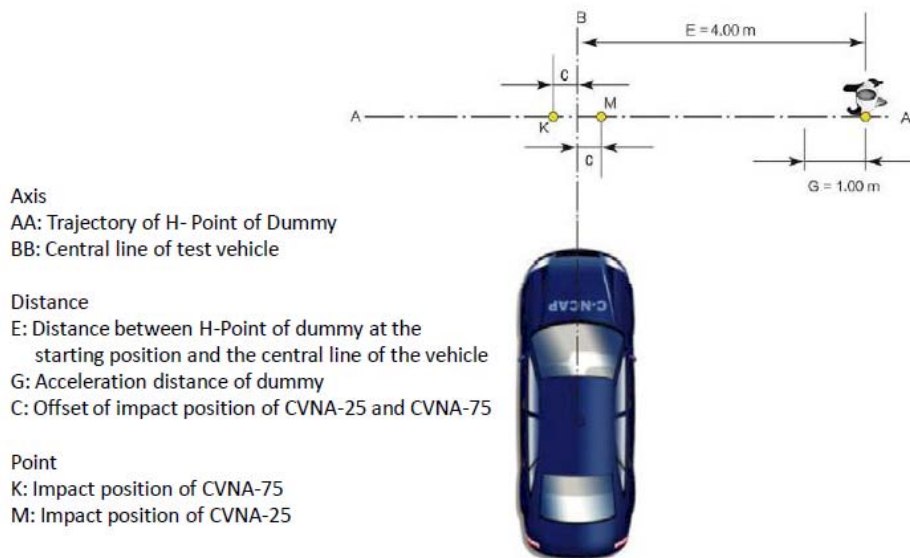 B
E = 4.00 m
C
M
A
K
A
C
G = 1.00 m
Axis
AA: Trajectory of H- Point of Dummy
BB: Central line of test vehicle
Distance
E: Distance between H-Point of dummy at the
starting position and the central line of the vehicle
G: Acceleration distance of dummy
C: Offset of impact position of CVNA-25 and CVNA-75
Point
K: Impact position of CVNA-75
M: Impact position of CVNA-25
C-NCAP